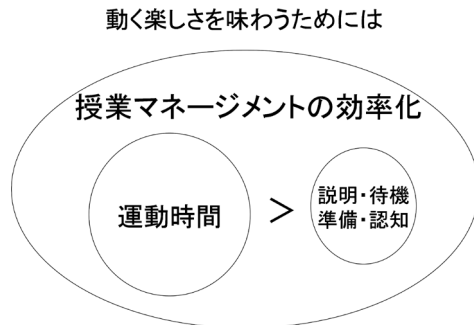 動く楽しさを味わうためには
授業マネージメントの効率化
運動時間
＞
説明・待機
準備・認知